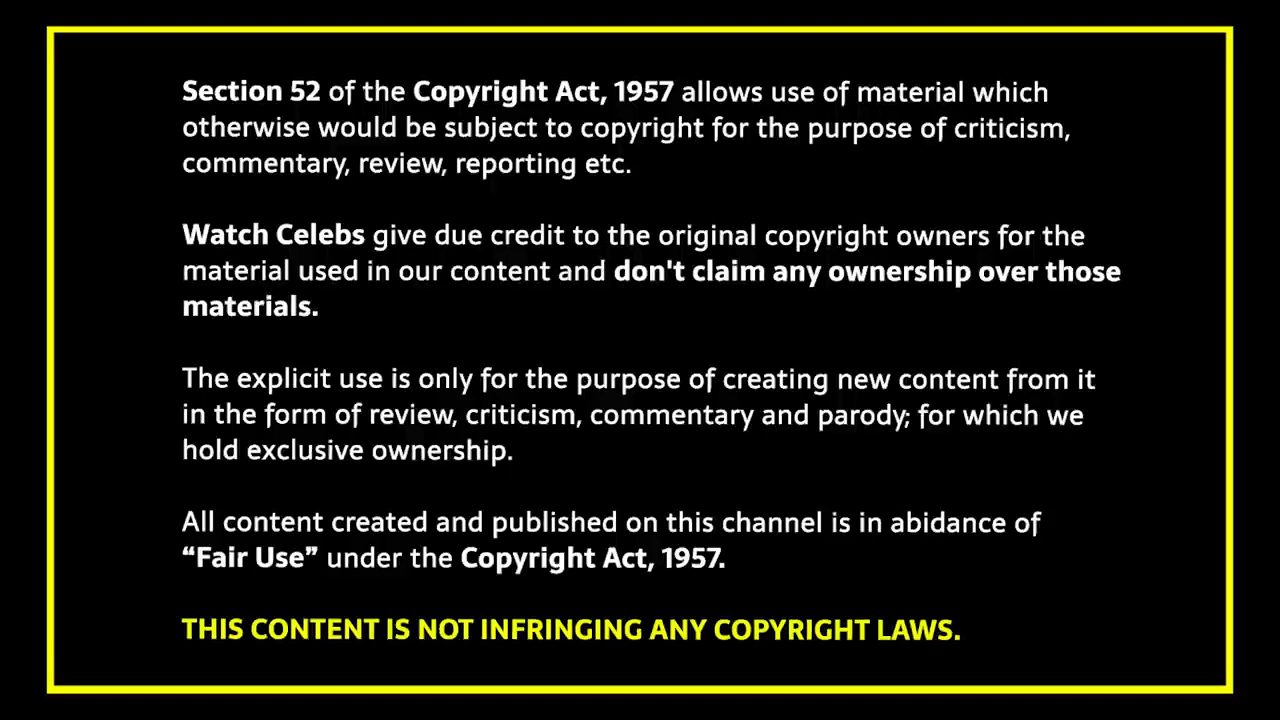 Section 52 of the Copyright Act, 1957 allows use of material which
otherwise would be subject to copyright for the purpose of criticism,
commentary, review, reporting etc.
Watch Celebs give due credit to the original copyright owners for the
material used in our content and don't claim any ownership over those
materials.
The explicit use is only for the purpose of creating new content from it
in the form of review, criticism, commentary and parody; for which we
hold exclusive ownership.
All content created and published on this channel is in abidance of
“Fair Use” under the Copyright Act, 1957.
THIS CONTENT IS NOT INFRINGING ANY COPYRIGHT LAWS.